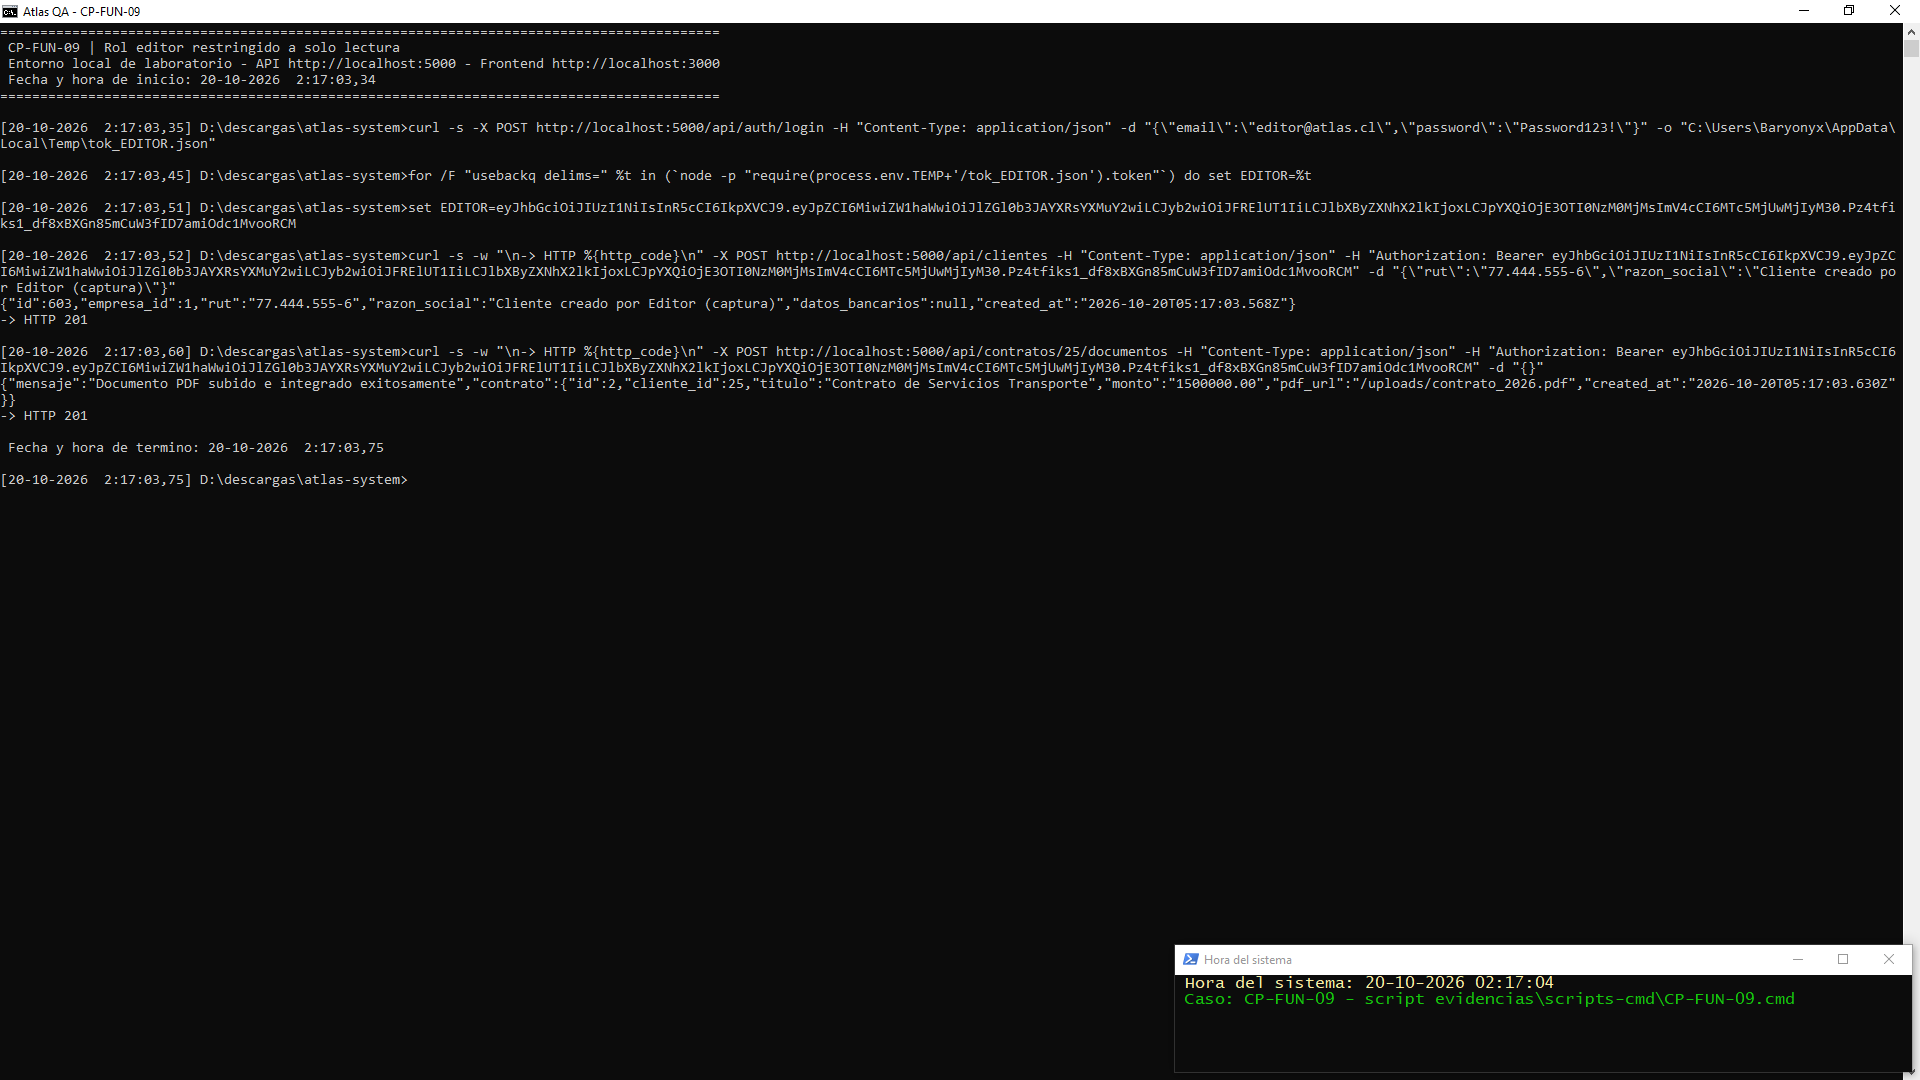 Atlas QA - CP-FUN-09
==========================================================================================
CP-FUN-09 | Rol editor restringido a solo lectura
Entorno local de laboratorio - API http://localhost:5000 - Frontend http://localhost:3000
Fecha y hora de inicio: 20-10-2026  2:17:03,34
==========================================================================================
[20-10-2026  2:17:03,35] D:\descargas\atlas-system>curl -s -X POST http://localhost:5000/api/auth/login -H "Content-Type: application/json" -d "{\"email\":\"editor@atlas.cl\",\"password\":\"Password123!\"}" -o "C:\Users\Baryonyx\AppData\
Local\Temp\tok_EDITOR.json"
[20-10-2026  2:17:03,45] D:\descargas\atlas-system>for /F "usebackq delims=" %t in (`node -p "require(process.env.TEMP+'/tok_EDITOR.json').token"`) do set EDITOR=%t
[20-10-2026  2:17:03,51] D:\descargas\atlas-system>set EDITOR=eyJhbGciOiJIUzI1NiIsInR5cCI6IkpXVCJ9.eyJpZCI6MiwiZW1haWwiOiJlZGl0b3JAYXRsYXMuY2wiLCJyb2wiOiJFRElUT1IiLCJlbXByZXNhX2lkIjoxLCJpYXQiOjE3OTI0NzM0MjMsImV4cCI6MTc5MjUwMjIyM30.Pz4tfi
ks1_df8xBXGn85mCuW3fID7amiOdc1MvooRCM
[20-10-2026  2:17:03,52] D:\descargas\atlas-system>curl -s -w "\n-> HTTP %{http_code}\n" -X POST http://localhost:5000/api/clientes -H "Content-Type: application/json" -H "Authorization: Bearer eyJhbGciOiJIUzI1NiIsInR5cCI6IkpXVCJ9.eyJpZC
I6MiwiZW1haWwiOiJlZGl0b3JAYXRsYXMuY2wiLCJyb2wiOiJFRElUT1IiLCJlbXByZXNhX2lkIjoxLCJpYXQiOjE3OTI0NzM0MjMsImV4cCI6MTc5MjUwMjIyM30.Pz4tfiks1_df8xBXGn85mCuW3fID7amiOdc1MvooRCM" -d "{\"rut\":\"77.444.555-6\",\"razon_social\":\"Cliente creado po
r Editor (captura)\"}"
{"id":603,"empresa_id":1,"rut":"77.444.555-6","razon_social":"Cliente creado por Editor (captura)","datos_bancarios":null,"created_at":"2026-10-20T05:17:03.568Z"}
-> HTTP 201
[20-10-2026  2:17:03,60] D:\descargas\atlas-system>curl -s -w "\n-> HTTP %{http_code}\n" -X POST http://localhost:5000/api/contratos/25/documentos -H "Content-Type: application/json" -H "Authorization: Bearer eyJhbGciOiJIUzI1NiIsInR5cCI6
IkpXVCJ9.eyJpZCI6MiwiZW1haWwiOiJlZGl0b3JAYXRsYXMuY2wiLCJyb2wiOiJFRElUT1IiLCJlbXByZXNhX2lkIjoxLCJpYXQiOjE3OTI0NzM0MjMsImV4cCI6MTc5MjUwMjIyM30.Pz4tfiks1_df8xBXGn85mCuW3fID7amiOdc1MvooRCM" -d "{}"
{"mensaje":"Documento PDF subido e integrado exitosamente","contrato":{"id":2,"cliente_id":25,"titulo":"Contrato de Servicios Transporte","monto":"1500000.00","pdf_url":"/uploads/contrato_2026.pdf","created_at":"2026-10-20T05:17:03.630Z"
}}
-> HTTP 201
Fecha y hora de termino: 20-10-2026  2:17:03,75
[20-10-2026  2:17:03,75] D:\descargas\atlas-system>
Hora del sistema
Hora del sistema: 20-10-2026 02:17:04
Caso: CP-FUN-09 - script evidencias\scripts-cmd\CP-FUN-09.cmd